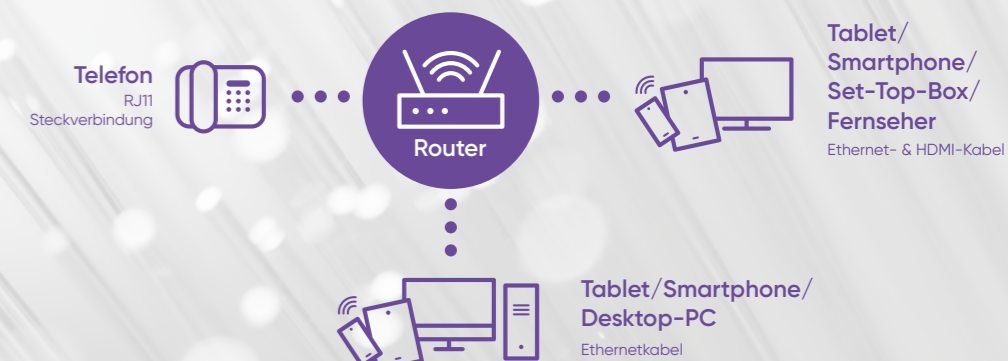 Telefon
RJ11
Steckverbindung
Router
Tablet/
Smartphone/
Set-Top-Box/
Fernseher
Ethernet- & HDMI-Kabel
Tablet/Smartphone/
Desktop-PC
Ethernetkabel